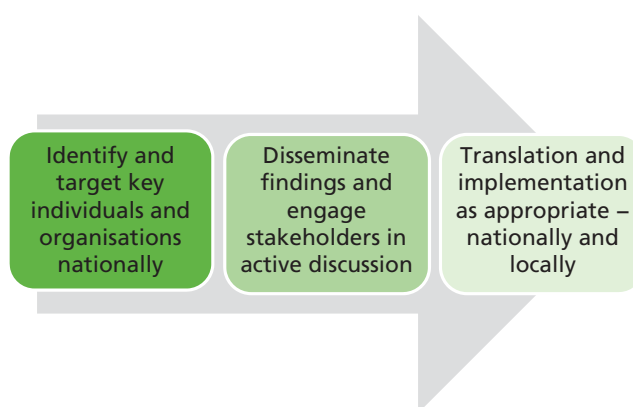 Identify and
target key
individuals and
organisations
nationally
Disseminate
findings and
engage
stakeholders in
active discussion
Translation and
implementation
as appropriate –
nationally and
locally